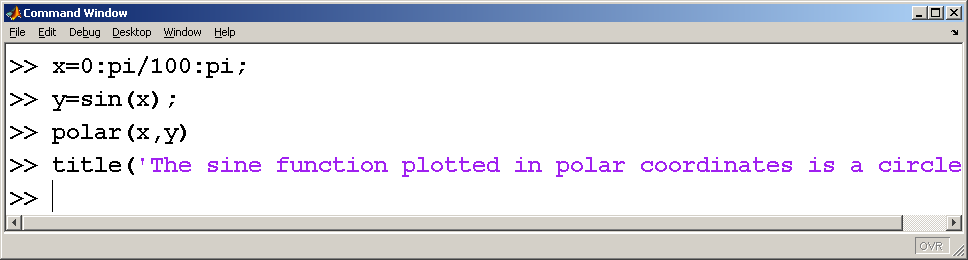 Command Window
File Edit Debug Desktop Window Help
>> x=0:pi/100:pi;
>> y=sin(x);
>> polar(x,y)
>> title('The sine function plotted in polar coordinates is a circle
>>
OVR